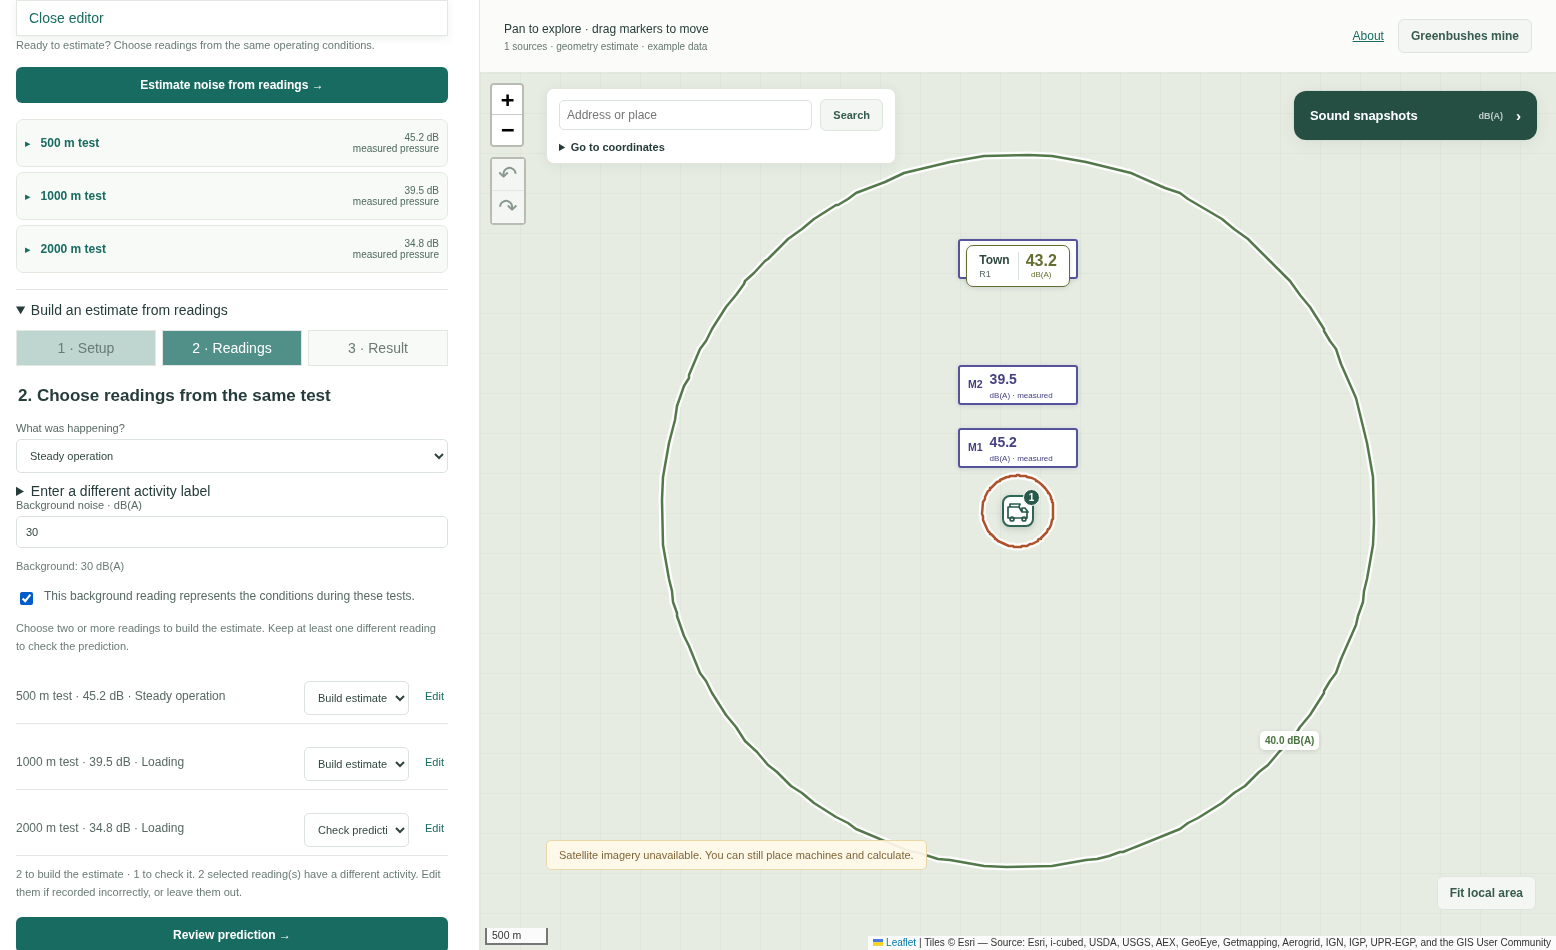 Close editor
Ready to estimate? Choose readings from the same operating conditions.
Estimate noise from readings →
▸ 500 m test
45.2 dB
measured pressure
▸ 1000 m test
39.5 dB
measured pressure
▸ 2000 m test
34.8 dB
measured pressure
▼ Build an estimate from readings
1 · Setup
2 · Readings
3 · Result
2. Choose readings from the same test
What was happening?
Steady operation
▶ Enter a different activity label
Background noise · dB(A)
30
Background: 30 dB(A)
This background reading represents the conditions during these tests.
Choose two or more readings to build the estimate. Keep at least one different reading
to check the prediction.
500 m test · 45.2 dB · Steady operation
Build estimate
Edit
1000 m test · 39.5 dB · Loading
Build estimate
Edit
2000 m test · 34.8 dB · Loading
Check predicti
Edit
2 to build the estimate · 1 to check it. 2 selected reading(s) have a different activity. Edit
them if recorded incorrectly, or leave them out.
Review prediction →
Pan to explore · drag markers to move
1 sources · geometry estimate · example data
About
Greenbushes mine
+
−
Address or place
Search
▶ Go to coordinates
Sound snapshots
dB(A) ›
Town
R1
43.2
dB(A)
M2 39.5
dB(A) · measured
M1 45.2
dB(A) · measured
1
40.0 dB(A)
Satellite imagery unavailable. You can still place machines and calculate.
Fit local area
500 m
Leaflet | Tiles © Esri — Source: Esri, i-cubed, USDA, USGS, AEX, GeoEye, Getmapping, Aerogrid, IGN, IGP, UPR-EGP, and the GIS User Community